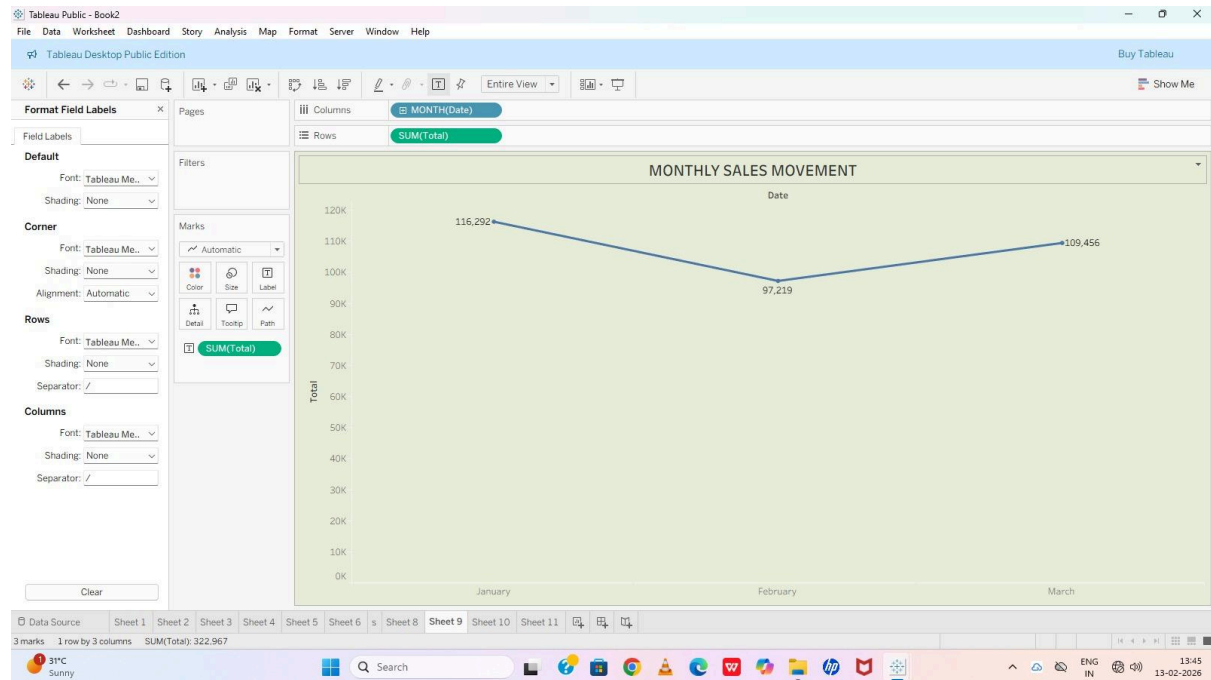 Tableau Public - Book2
File Data Worksheet Dashboard Story Analysis Map Format Server Window Help
Tableau Desktop Public Edition
Buy Tableau
Entire View
Show Me
Format Field Labels ×
Field Labels
Default
Font: Tableau Me..
Shading: None
Corner
Font: Tableau Me..
Shading: None
Alignment: Automatic
Rows
Font: Tableau Me..
Shading: None
Separator: /
Columns
Font: Tableau Me..
Shading: None
Separator: /
Clear
Pages
Filters
Marks
Automatic
Color Size Label
Detail Tooltip Path
SUM(Total)
Columns MONTH(Date)
Rows SUM(Total)
MONTHLY SALES MOVEMENT
Date
120K
110K
100K
90K
80K
70K
60K
50K
40K
30K
20K
10K
0K
Total
116,292
97,219
109,456
January February March
Data Source Sheet 1 Sheet 2 Sheet 3 Sheet 4 Sheet 5 Sheet 6 s Sheet 8 Sheet 9 Sheet 10 Sheet 11
3 marks 1 row by 3 columns SUM(Total): 322,967
1
31°C
Sunny
Search
ENG
IN
13:45
13-02-2026